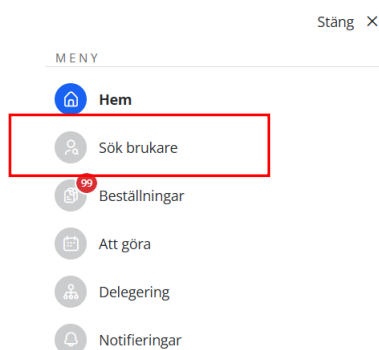 Stäng ×
MENY
Hem
Sök brukare
99
Beställningar
Att göra
Delegering
Notifieringar